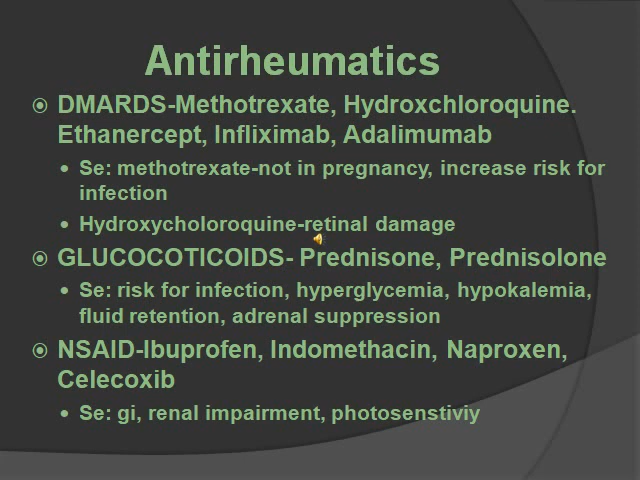 Antirheumatics
DMARDS-Methotrexate, Hydroxchloroquine.
Ethanercept, Infliximab, Adalimumab
Se: methotrexate-not in pregnancy, increase risk for
infection
Hydroxycholoroquine-retinal damage
GLUCOCOTICOIDS- Prednisone, Prednisolone
Se: risk for infection, hyperglycemia, hypokalemia,
fluid retention, adrenal suppression
NSAID-Ibuprofen, Indomethacin, Naproxen,
Celecoxib
Se: gi, renal impairment, photosenstiviy